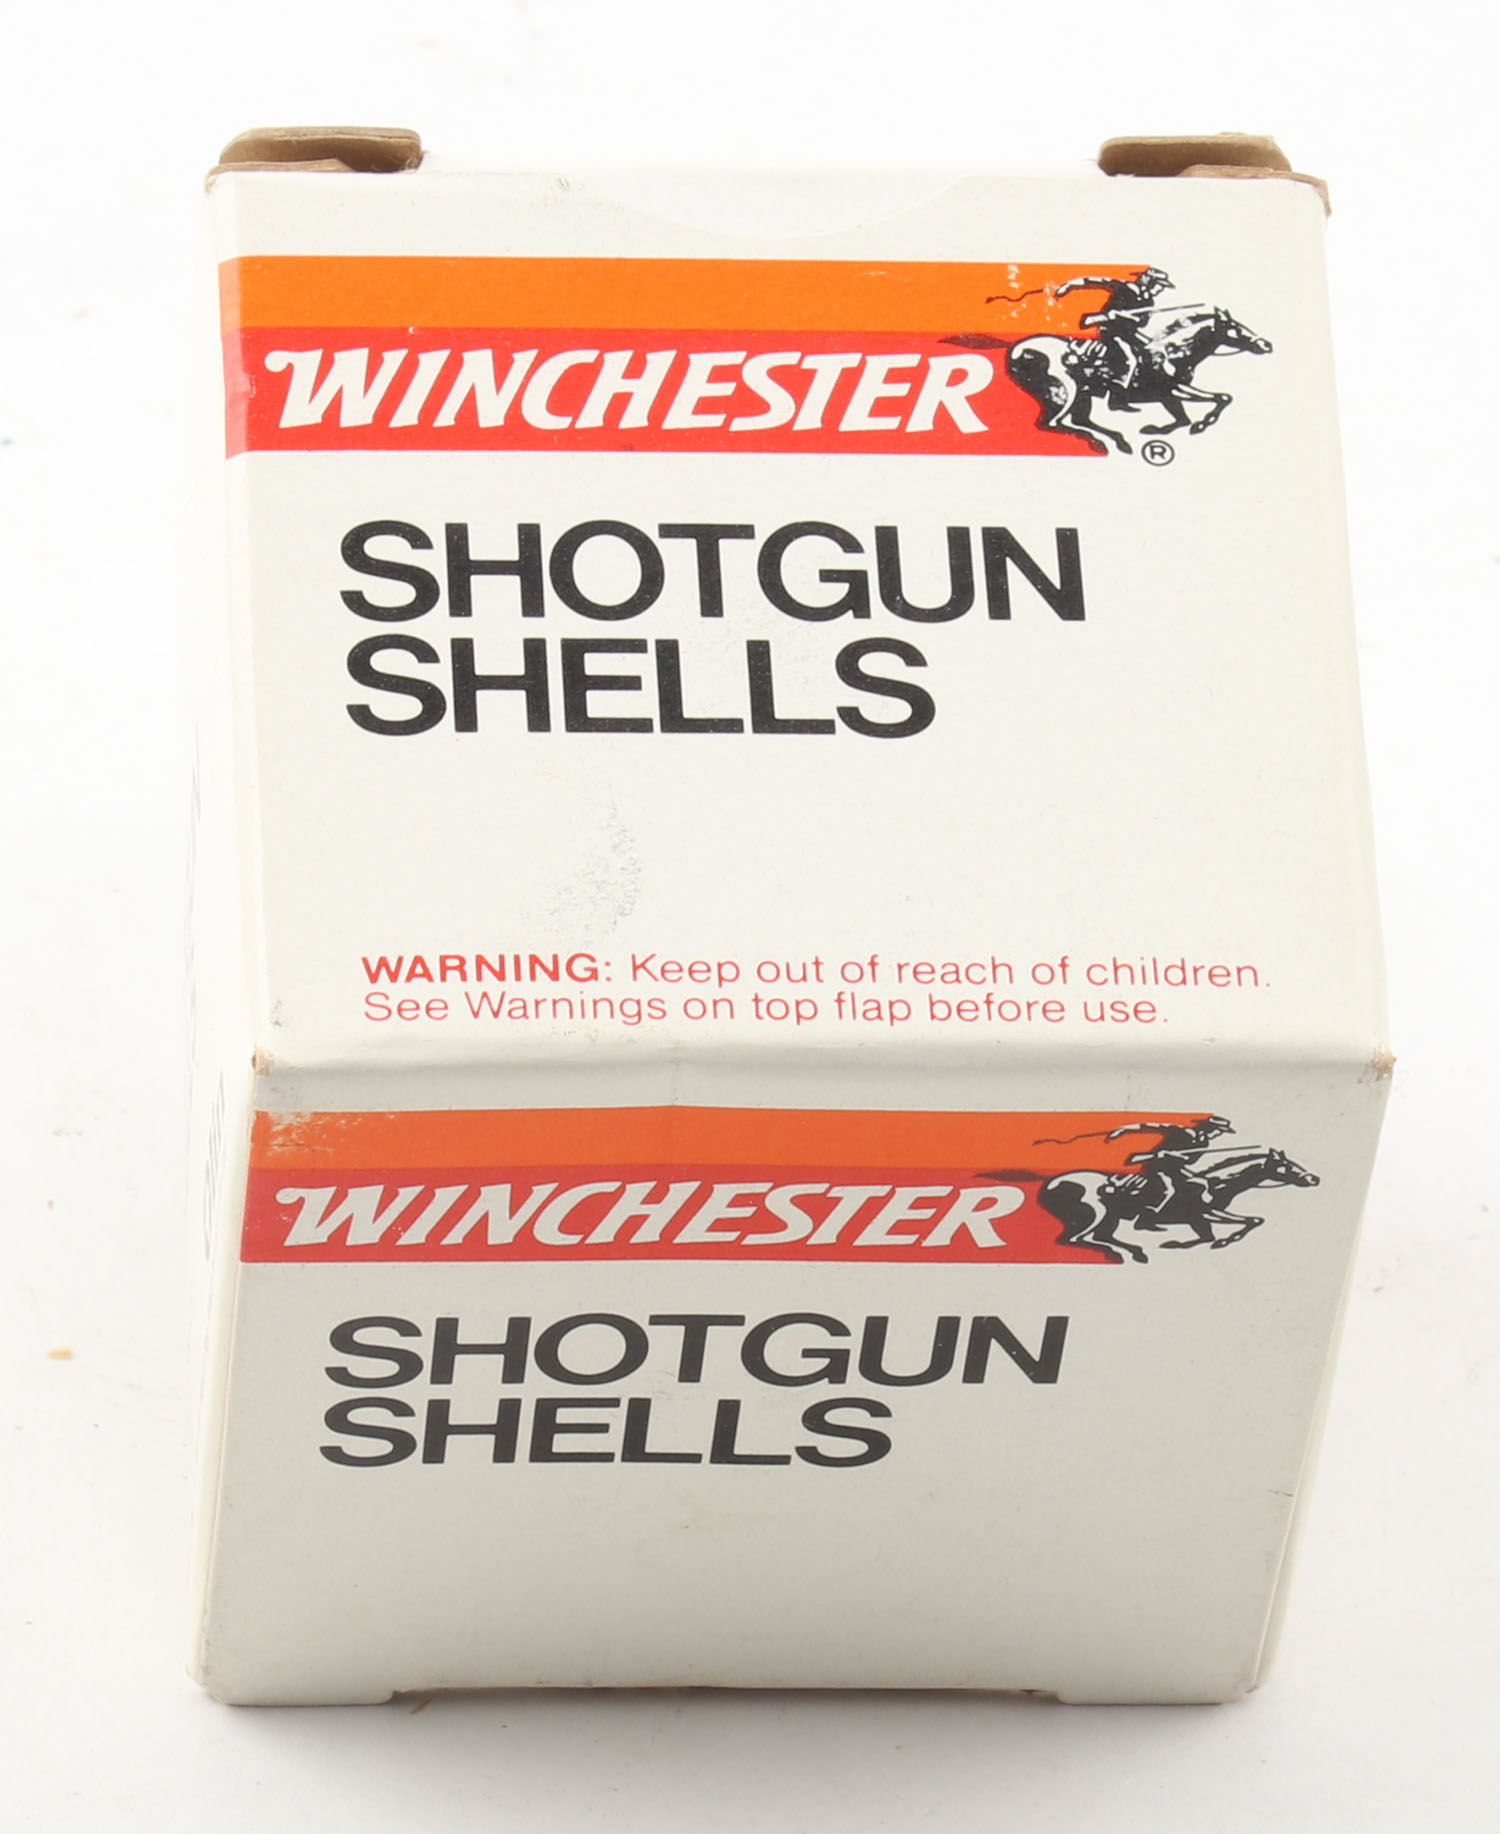 WINCHESTER
®
SHOTGUN
SHELLS
WARNING: Keep out of reach of children.
See Warnings on top flap before use.
WINCHESTER
SHOTGUN
SHELLS